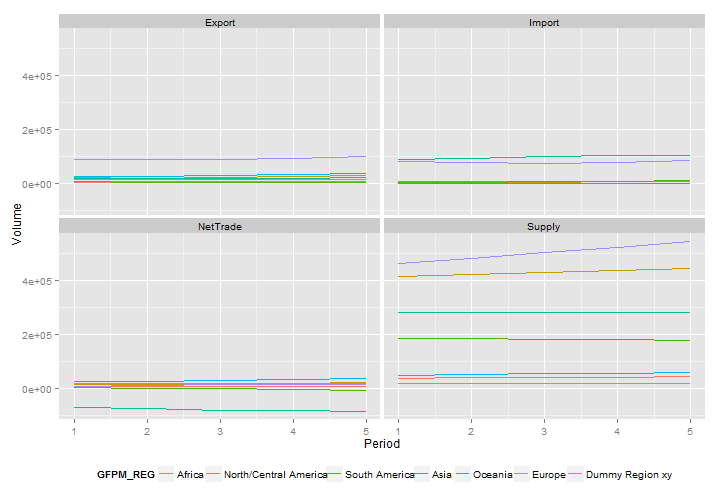 Export Import
4e+05
2e+05
0e+00
Volume
NetTrade Supply
4e+05
2e+05
0e+00
1 2 3 4 5 1 2 3 4 5
Period
GFPM_REG Africa North/Central America South America Asia Oceania Europe Dummy Region xy